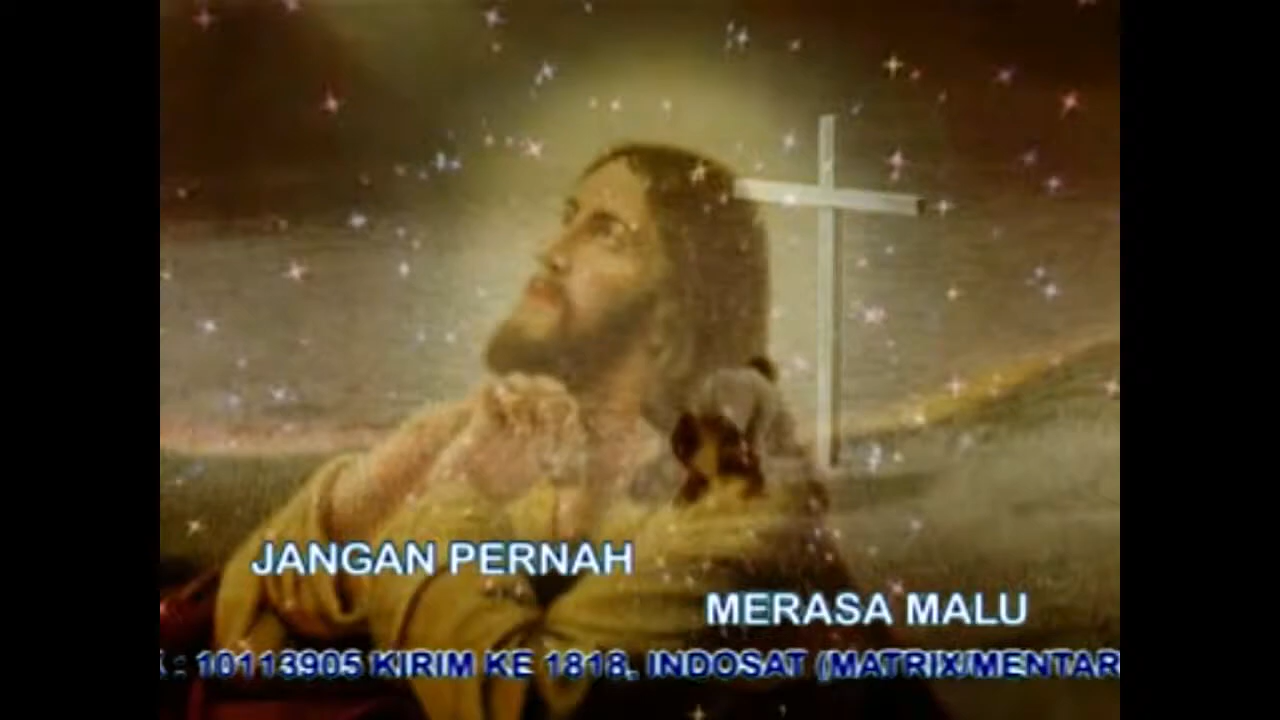 JANGAN PERNAH
MERASA MALU
: 10113905 KIRIM KE 1818, INDOSAT (MATRIX/MENTAR